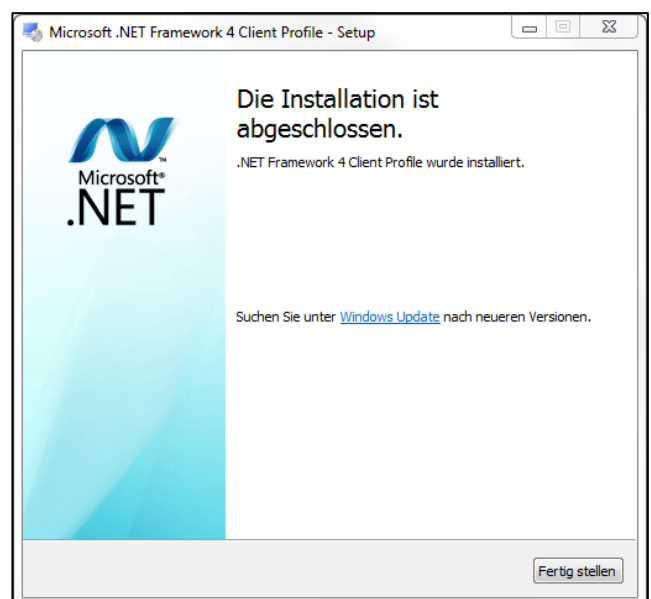 Microsoft .NET Framework 4 Client Profile - Setup
Die Installation ist
abgeschlossen.
.NET Framework 4 Client Profile wurde installiert.
Microsoft®
.NET
Suchen Sie unter Windows Update nach neueren Versionen.
Fertig stellen